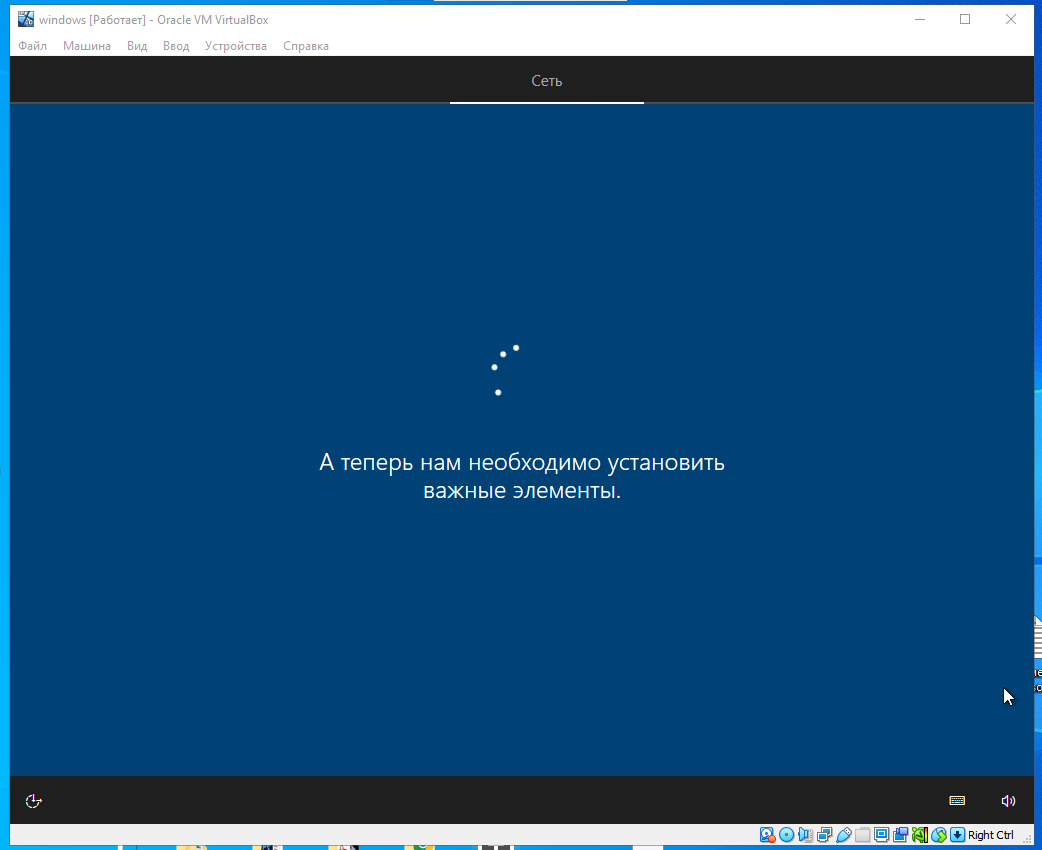 windows [Работает] - Oracle VM VirtualBox
Файл Машина Вид Ввод Устройства Справка
Сеть
А теперь нам необходимо установить
важные элементы.
Right Ctrl